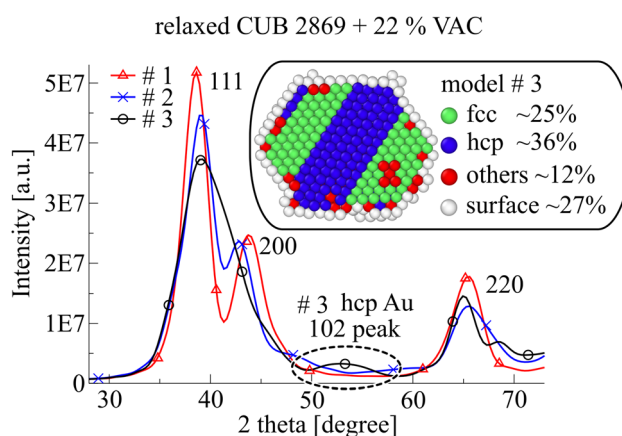 relaxed CUB 2869 + 22 % VAC
# 1
# 2
# 3
111
200
220
model # 3
fcc ~25%
hcp ~36%
others ~12%
surface ~27%
# 3 hcp Au
102 peak
Intensity [a.u.]
5E7
4E7
3E7
2E7
1E7
0
30 40 50 60 70
2 theta [degree]